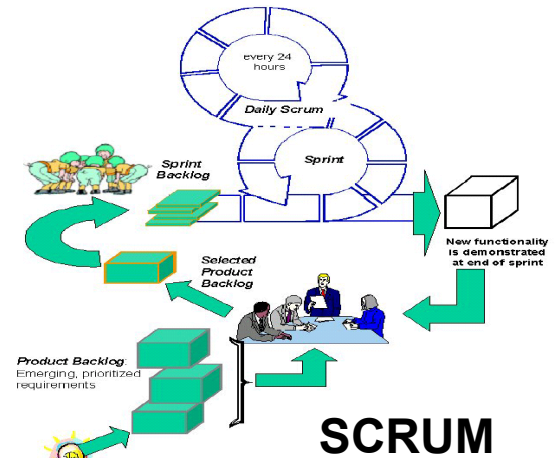 every 24
hours
Daily Scrum
Sprint
Sprint
Backlog
New functionality
is demonstrated
at end of sprint
Selected
Product
Backlog
Product Backlog:
Emerging, prioritized
requirements
SCRUM